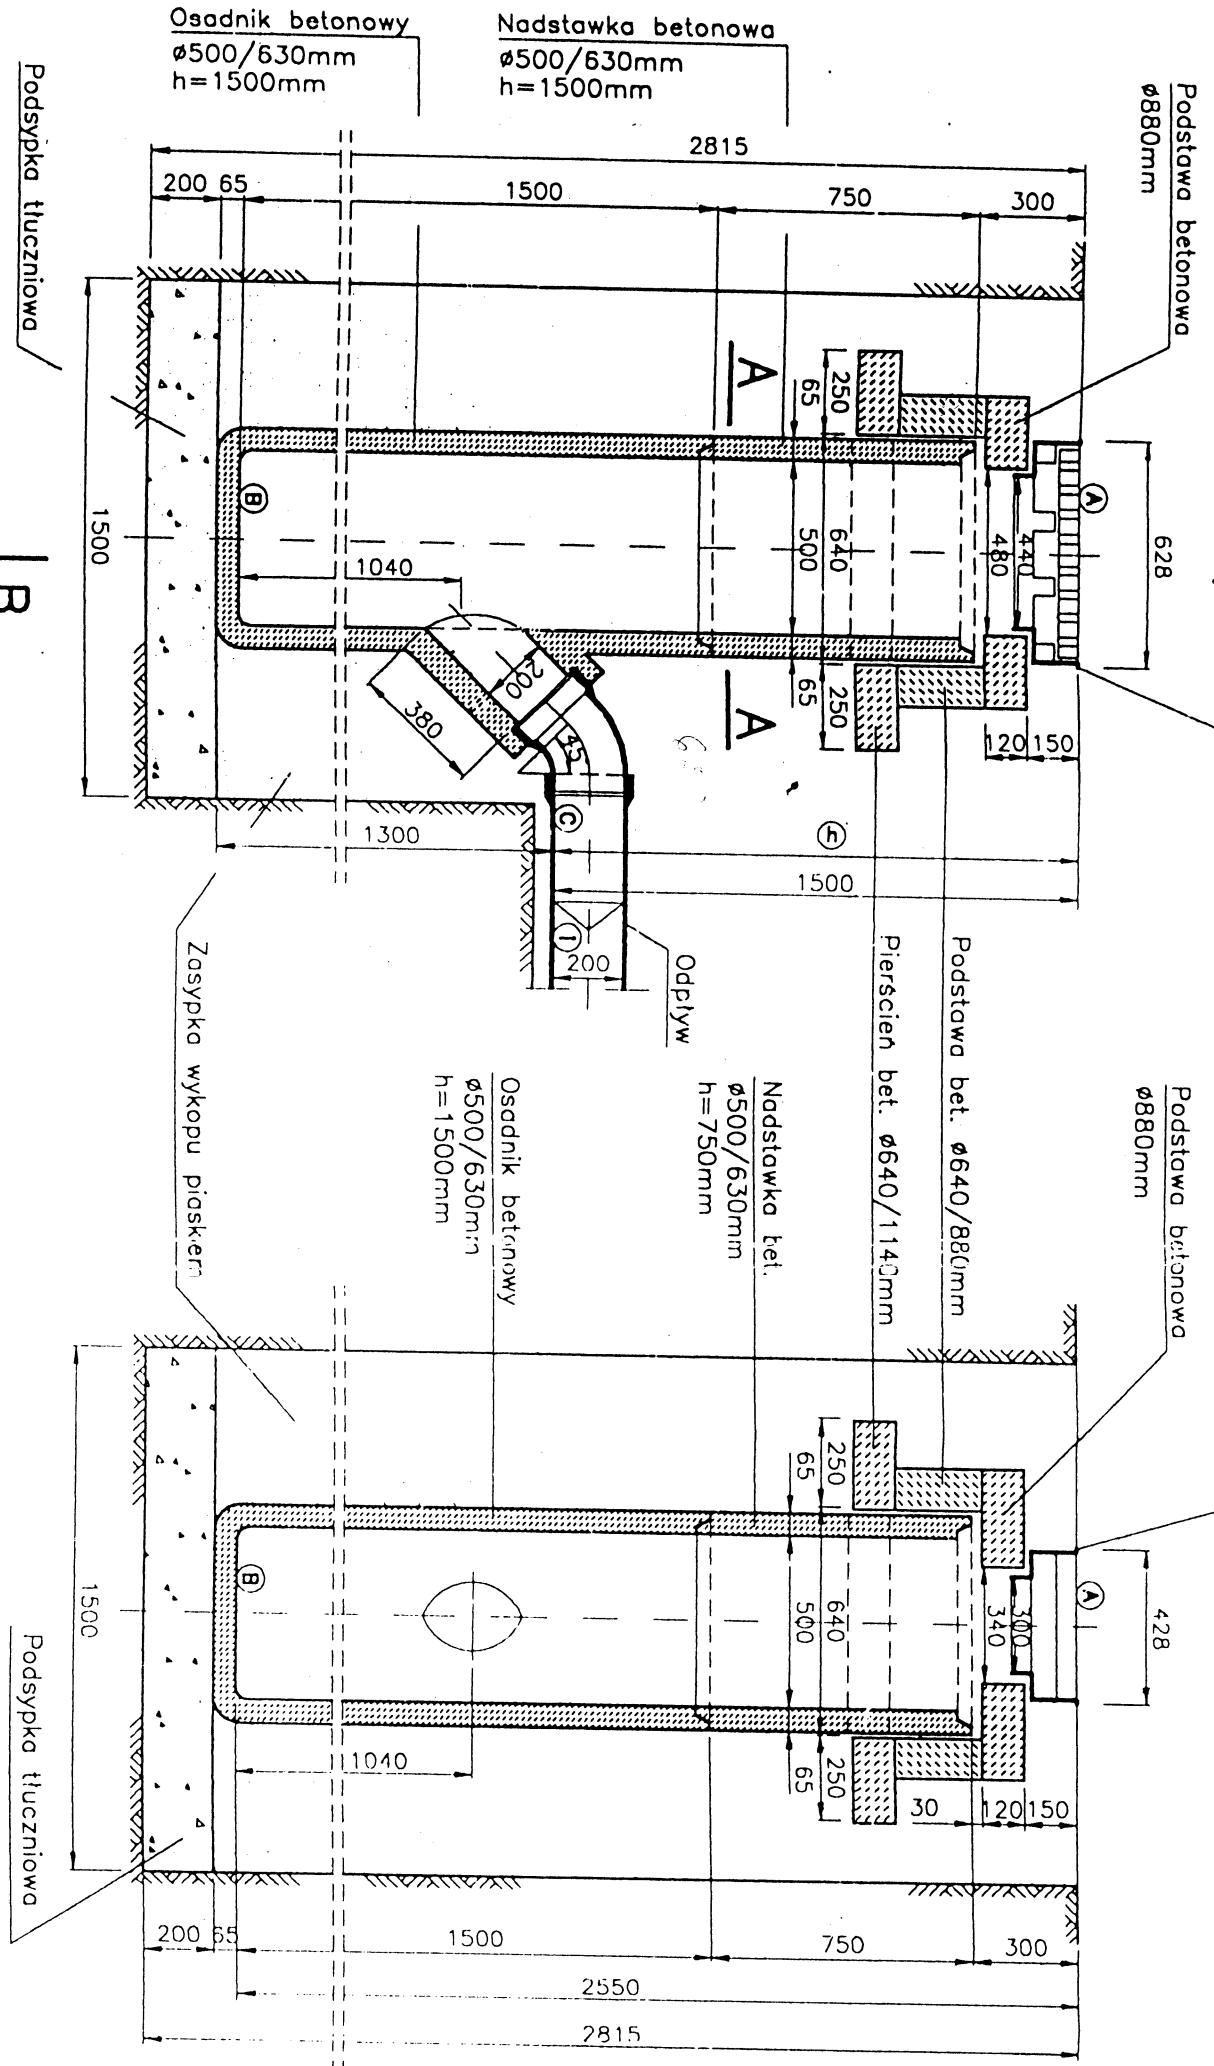 Osadnik betonowy
ø500/630mm
h=1500mm
Nadstawka betonowa
ø500/630mm
h=1500mm
Podstawa betonowa
ø880mm
Podsypka tłuczniowa
2815
200
65
1500
750
300
A
A
250
65
640
500
250
65
480
440
628
A
B
1500
1040
200
380
45
120
150
C
h
1300
1500
I
200
Odpływ
B
Zasypka wykopu piaskiem
Pierścień bet. ø640/1140mm
Podstawa bet. ø640/880mm
Nadstawka bet.
ø500/630mm
h=750mm
Osadnik betonowy
ø500/630mm
h=1500mm
Podstawa betonowa
ø880mm
250
65
640
500
250
65
340
300
428
A
B
1500
1040
30
120
150
Podsypka tłuczniowa
200
65
1500
750
300
2550
2815